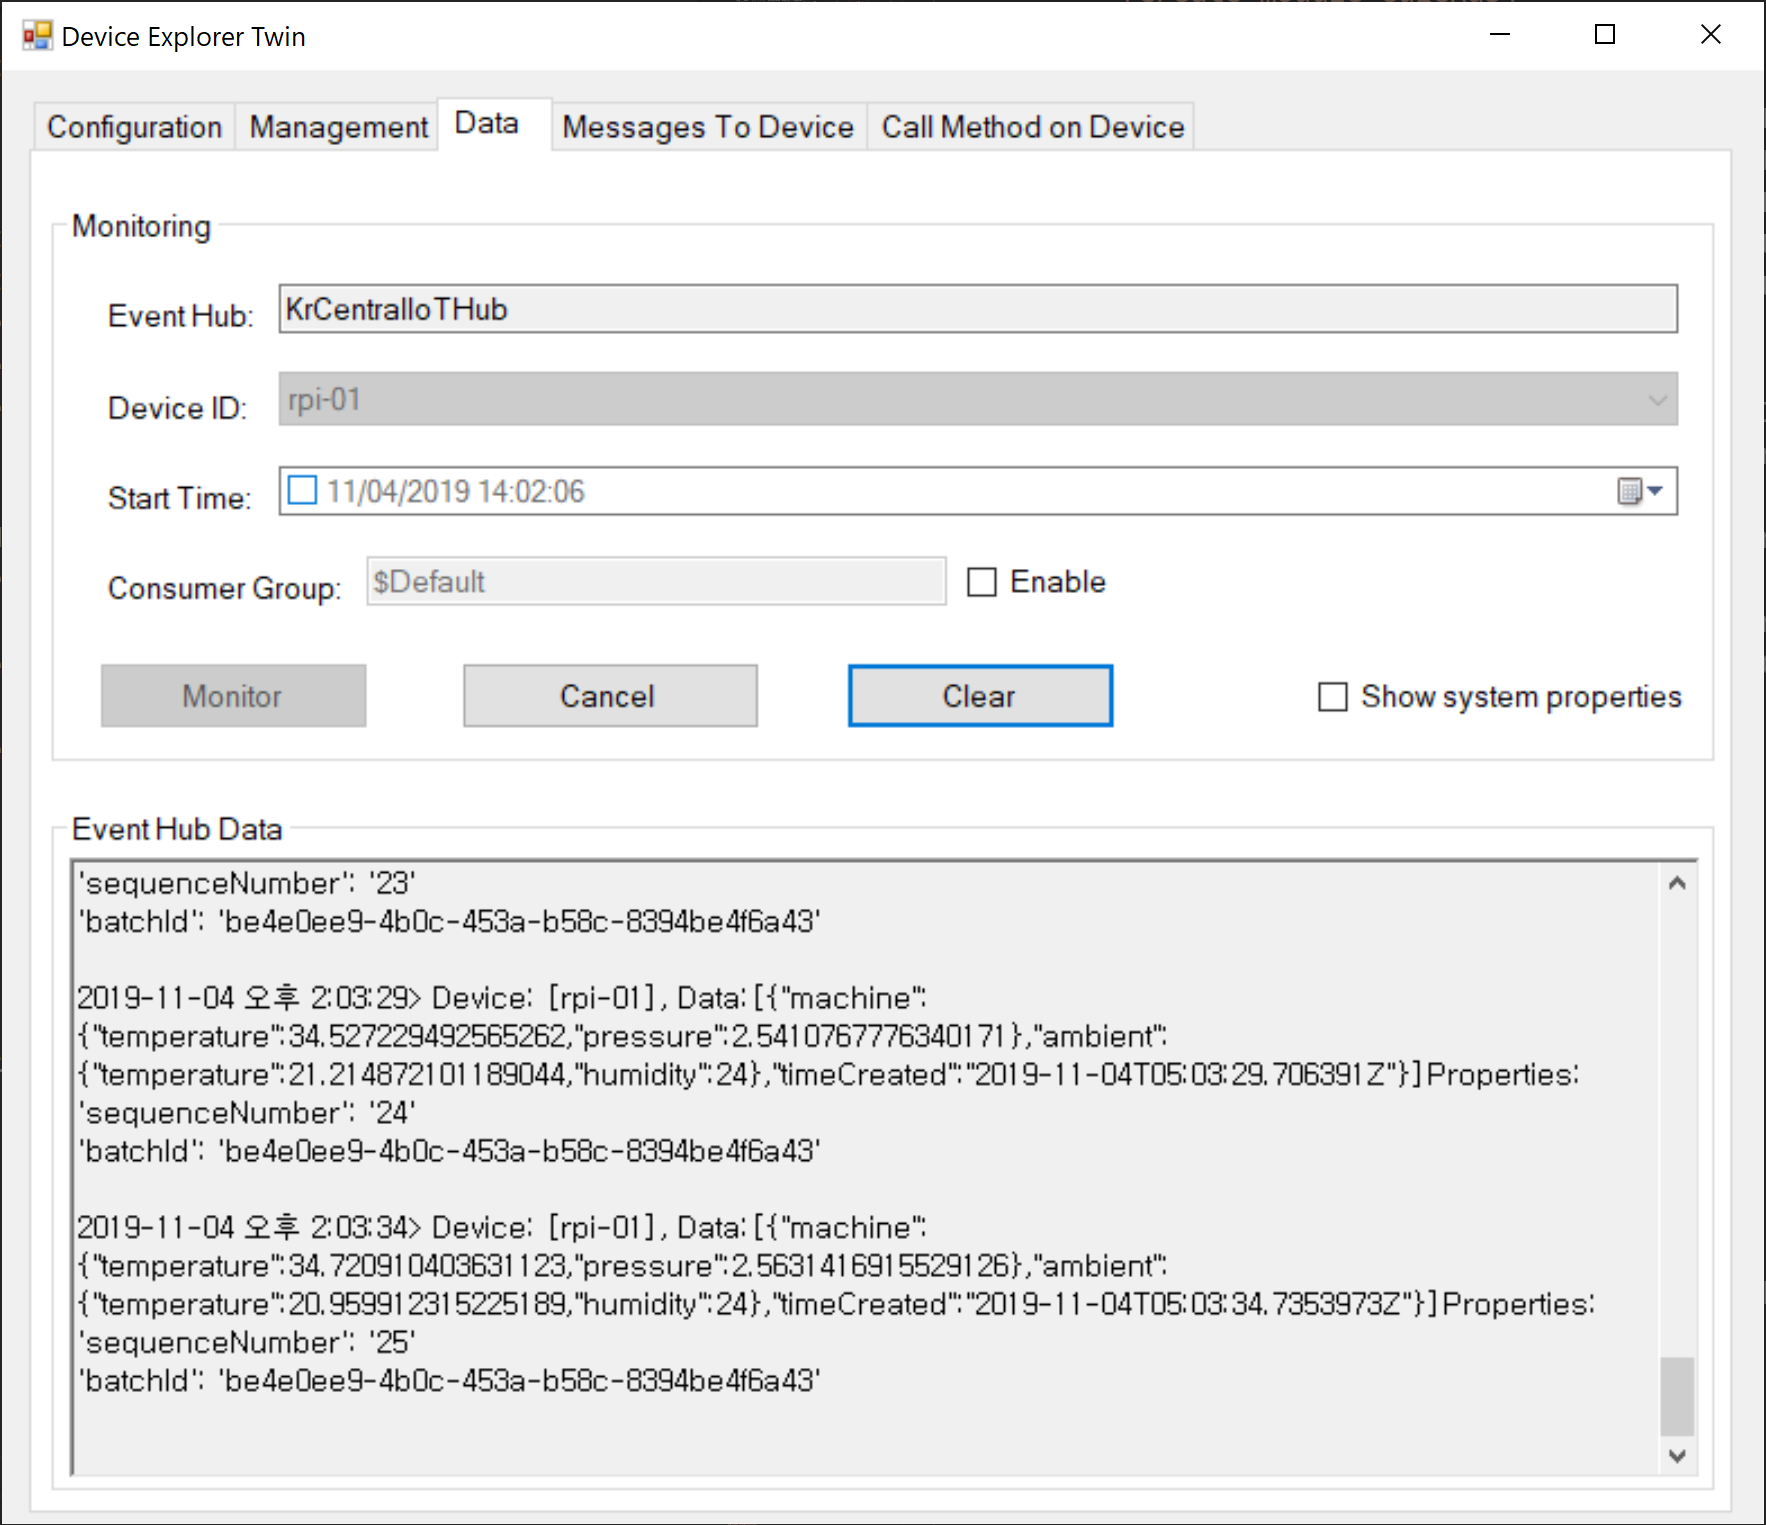 Device Explorer Twin
Configuration Management Data Messages To Device Call Method on Device
Monitoring
Event Hub: KrCentralIoTHub
Device ID: rpi-01
Start Time: 11/04/2019 14:02:06
Consumer Group: $Default Enable
Monitor Cancel Clear Show system properties
Event Hub Data
'sequenceNumber': '23'
'batchId': 'be4e0ee9-4b0c-453a-b58c-8394be4f6a43'
2019-11-04 오후 2:03:29> Device: [rpi-01], Data:[{"machine":
{"temperature":34.527229492565262,"pressure":2.5410767776340171},"ambient":
{"temperature":21.214872101189044,"humidity":24},"timeCreated":"2019-11-04T05:03:29.706391Z"}]Properties:
'sequenceNumber': '24'
'batchId': 'be4e0ee9-4b0c-453a-b58c-8394be4f6a43'
2019-11-04 오후 2:03:34> Device: [rpi-01], Data:[{"machine":
{"temperature":34.720910403631123,"pressure":2.5631416915529126},"ambient":
{"temperature":20.959912315225189,"humidity":24},"timeCreated":"2019-11-04T05:03:34.7353973Z"}]Properties:
'sequenceNumber': '25'
'batchId': 'be4e0ee9-4b0c-453a-b58c-8394be4f6a43'